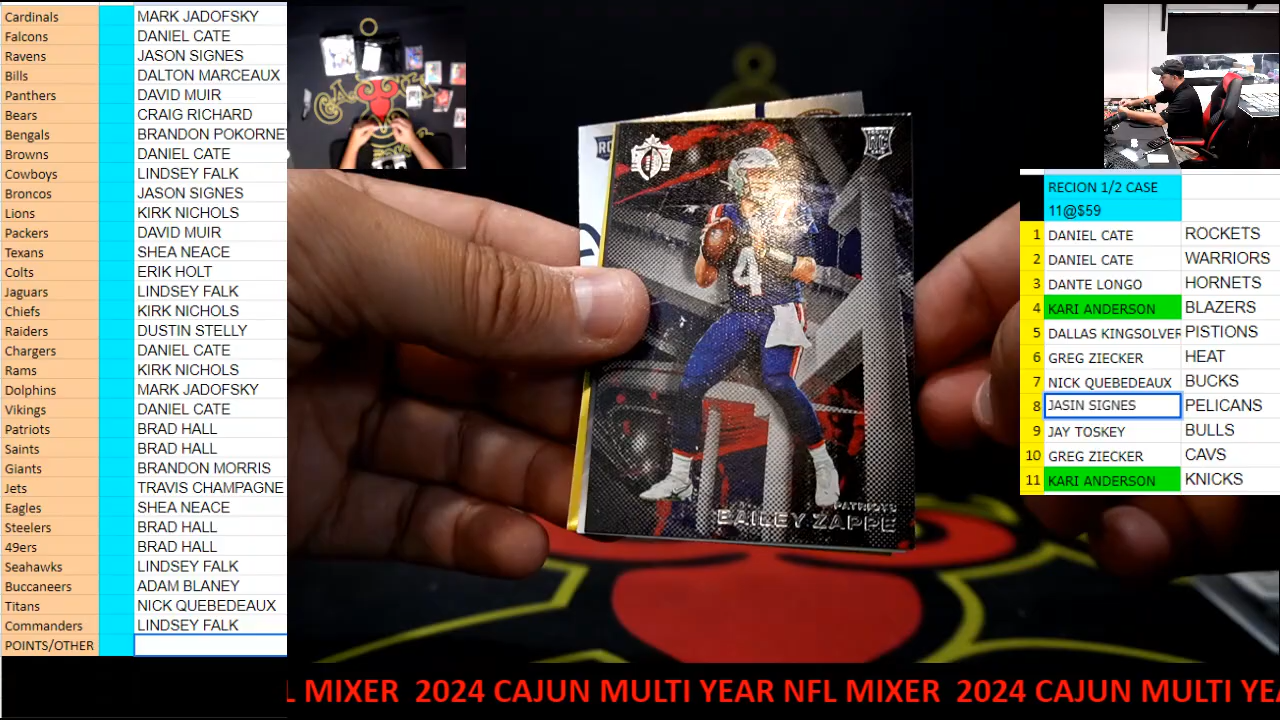 Cardinals MARK JADOFSKY
Falcons DANIEL CATE
Ravens JASON SIGNES
Bills DALTON MARCEAUX
Panthers DAVID MUIR
Bears CRAIG RICHARD
Bengals BRANDON POKORNE
Browns DANIEL CATE
Cowboys LINDSEY FALK
Broncos JASON SIGNES
Lions KIRK NICHOLS
Packers DAVID MUIR
Texans SHEA NEACE
Colts ERIK HOLT
Jaguars LINDSEY FALK
Chiefs KIRK NICHOLS
Raiders DUSTIN STELLY
Chargers DANIEL CATE
Rams KIRK NICHOLS
Dolphins MARK JADOFSKY
Vikings DANIEL CATE
Patriots BRAD HALL
Saints BRAD HALL
Giants BRANDON MORRIS
Jets TRAVIS CHAMPAGNE
Eagles SHEA NEACE
Steelers BRAD HALL
49ers BRAD HALL
Seahawks LINDSEY FALK
Buccaneers ADAM BLANEY
Titans NICK QUEBEDEAUX
Commanders LINDSEY FALK
POINTS/OTHER
RC
4
PATRIOTS
BAILEY ZAPPE
RECION 1/2 CASE
11@$59
1 DANIEL CATE ROCKETS
2 DANIEL CATE WARRIORS
3 DANTE LONGO HORNETS
4 KARI ANDERSON BLAZERS
5 DALLAS KINGSOLVER PISTIONS
6 GREG ZIECKER HEAT
7 NICK QUEBEDEAUX BUCKS
8 JASIN SIGNES PELICANS
9 JAY TOSKEY BULLS
10 GREG ZIECKER CAVS
11 KARI ANDERSON KNICKS
L MIXER 2024 CAJUN MULTI YEAR NFL MIXER 2024 CAJUN MULTI YEA